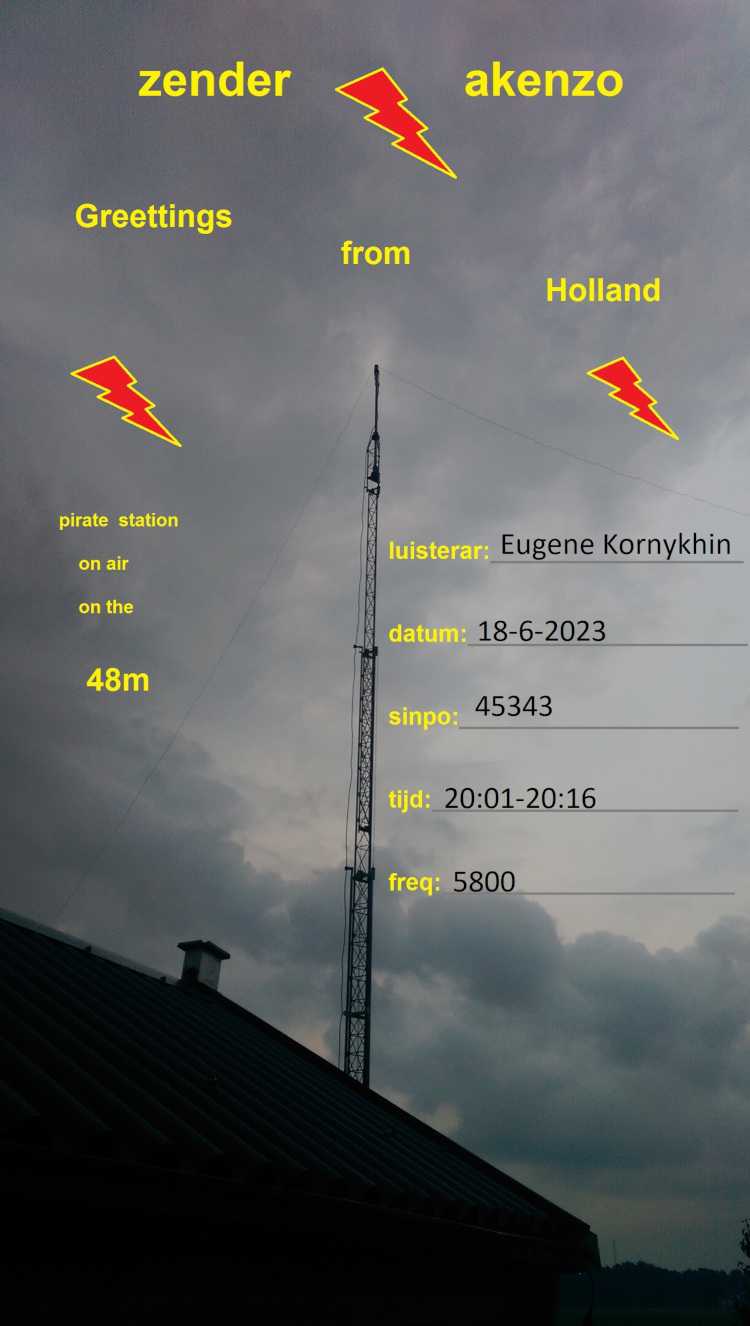 zender akenzo
Greettings
from
Holland
pirate station
on air
on the
48m
luisterar: Eugene Kornykhin
datum: 18-6-2023
sinpo: 45343
tijd: 20:01-20:16
freq: 5800